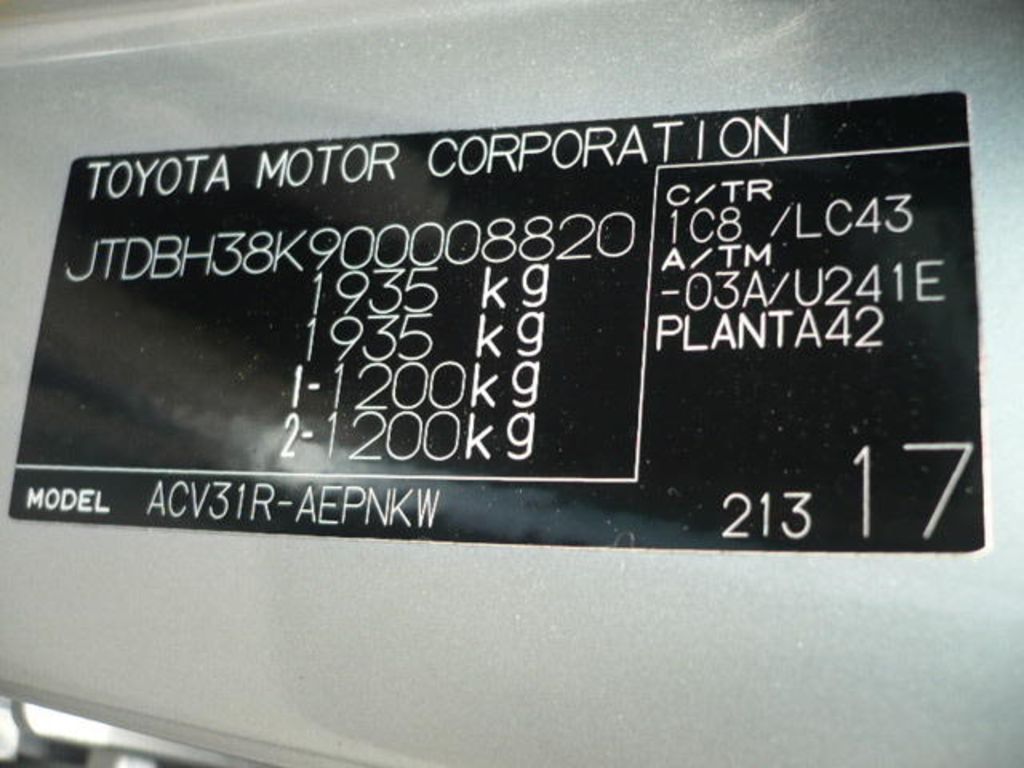 TOYOTA MOTOR CORPORATION
JTDBH38K900008820
1935 kg
1935 kg
1-1200kg
2-1200kg
C/TR
1C8 /LC43
A/TM
-03A/U241E
PLANTA42
MODEL ACV31R-AEPNKW
213 17